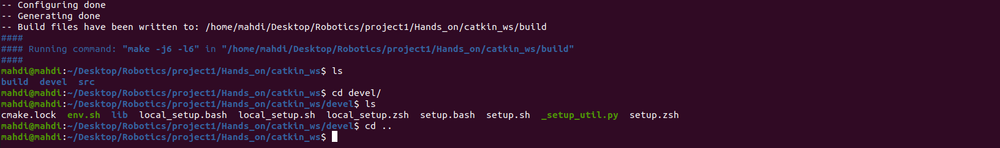 -- Configuring done
-- Generating done
-- Build files have been written to: /home/mahdi/Desktop/Robotics/project1/Hands_on/catkin_ws/build
####
#### Running command: "make -j6 -l6" in "/home/mahdi/Desktop/Robotics/project1/Hands_on/catkin_ws/build"
####
mahdi@mahdi:~/Desktop/Robotics/project1/Hands_on/catkin_ws$ ls
build  devel  src
mahdi@mahdi:~/Desktop/Robotics/project1/Hands_on/catkin_ws$ cd devel/
mahdi@mahdi:~/Desktop/Robotics/project1/Hands_on/catkin_ws/devel$ ls
cmake.lock  env.sh  lib  local_setup.bash  local_setup.sh  local_setup.zsh  setup.bash  setup.sh  _setup_util.py  setup.zsh
mahdi@mahdi:~/Desktop/Robotics/project1/Hands_on/catkin_ws/devel$ cd ..
mahdi@mahdi:~/Desktop/Robotics/project1/Hands_on/catkin_ws$